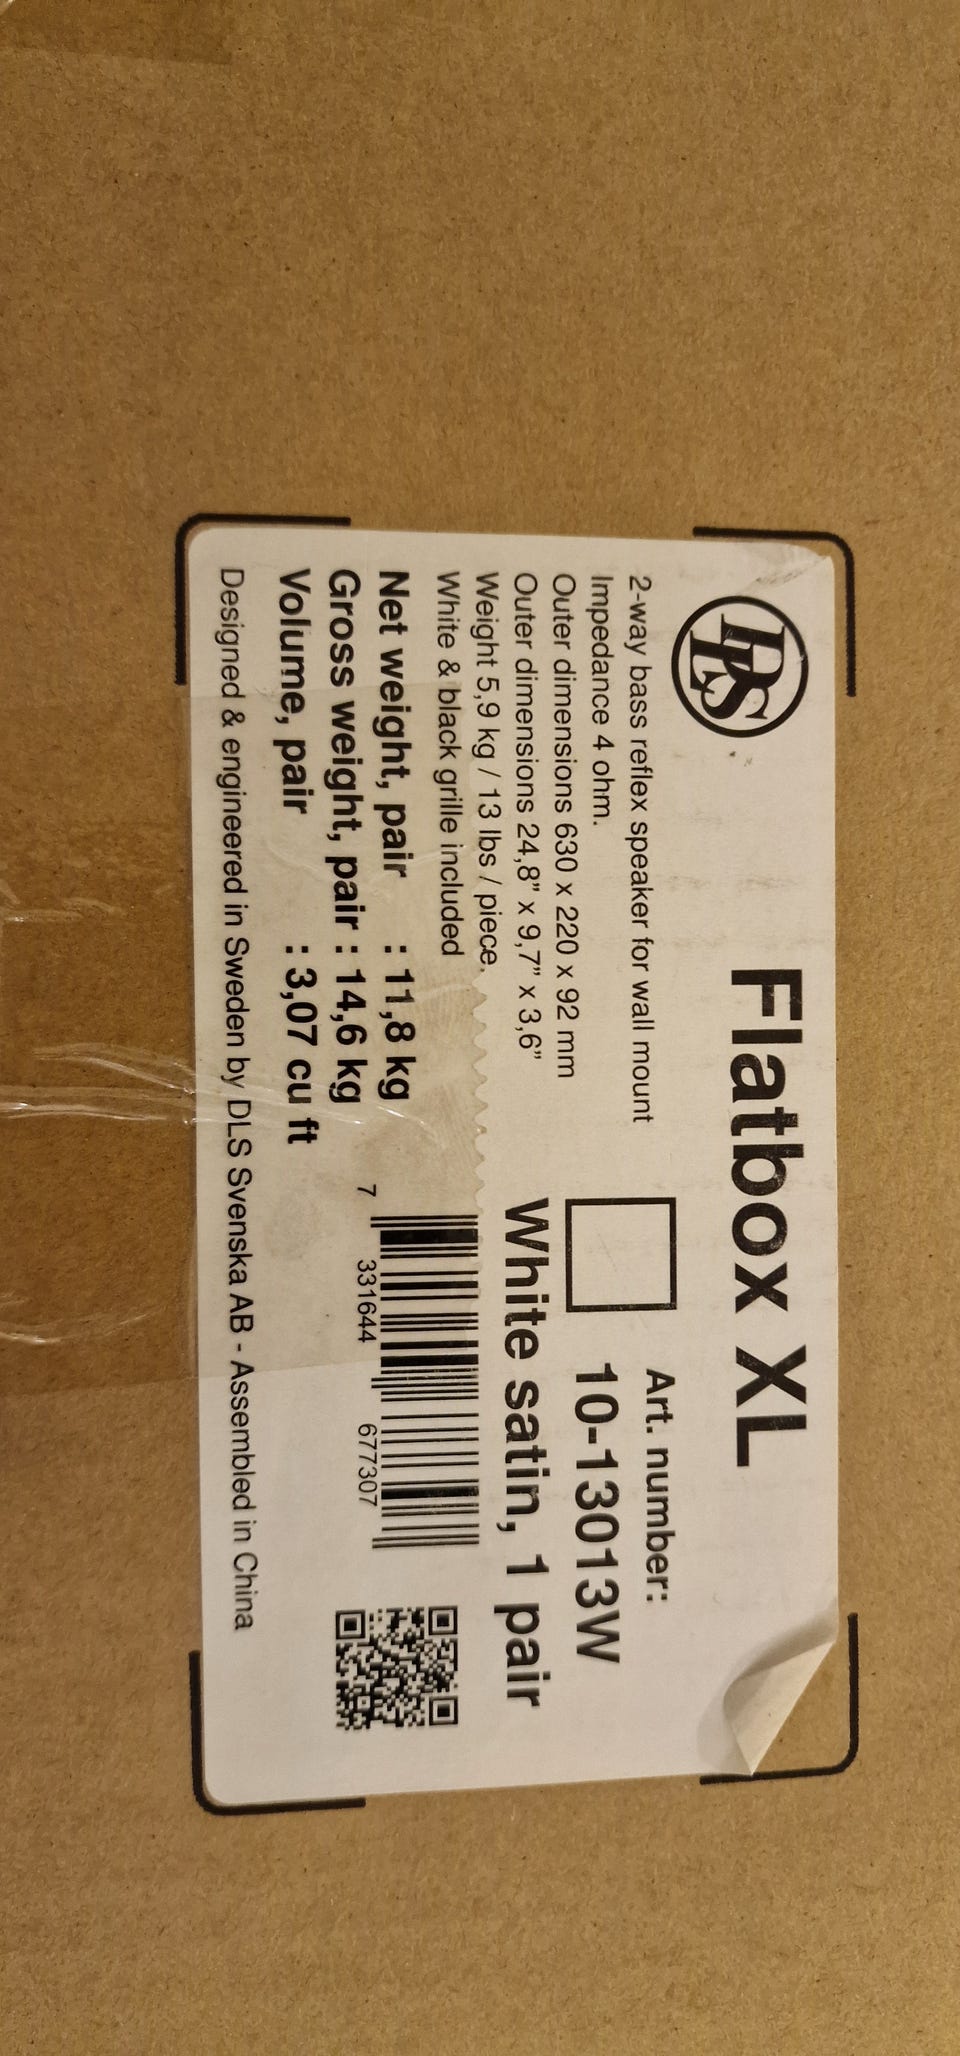 DLS
Flatbox XL
2-way bass reflex speaker for wall mount
Impedance 4 ohm.
Outer dimensions 630 x 220 x 92 mm
Outer dimensions 24,8" x 9,7" x 3,6"
Weight 5,9 kg / 13 lbs / piece.
White & black grille included
Art. number:
10-13013W
White satin, 1 pair
Net weight, pair : 11,8 kg
Gross weight, pair : 14,6 kg
Volume, pair : 3,07 cu ft
7 331644 677307
Designed & engineered in Sweden by DLS Svenska AB - Assembled in China